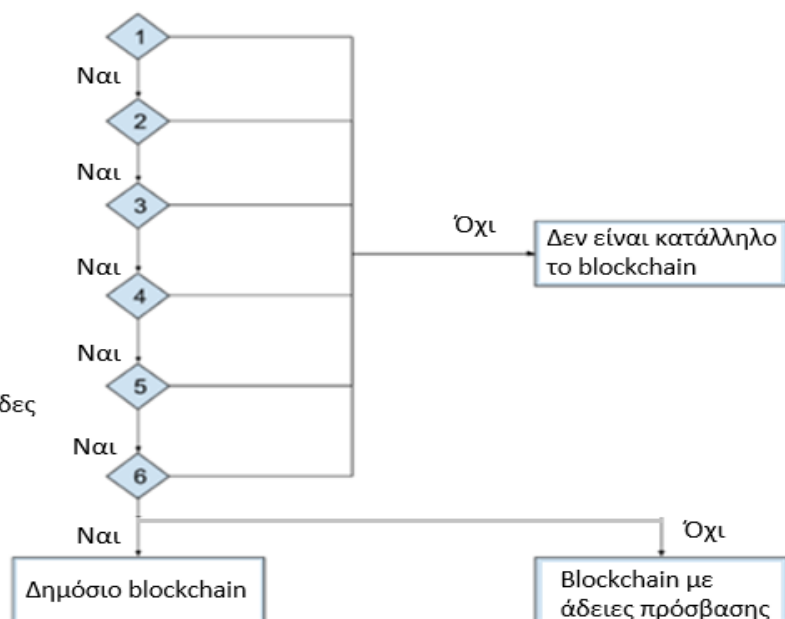 1
Ναι
2
Ναι
3
Ναι
4
Ναι
5
Ναι
6
Ναι
Όχι
Δεν είναι κατάλληλο
το blockchain
δες
Όχι
Δημόσιο blockchain
Blockchain με
άδειες πρόσβασης